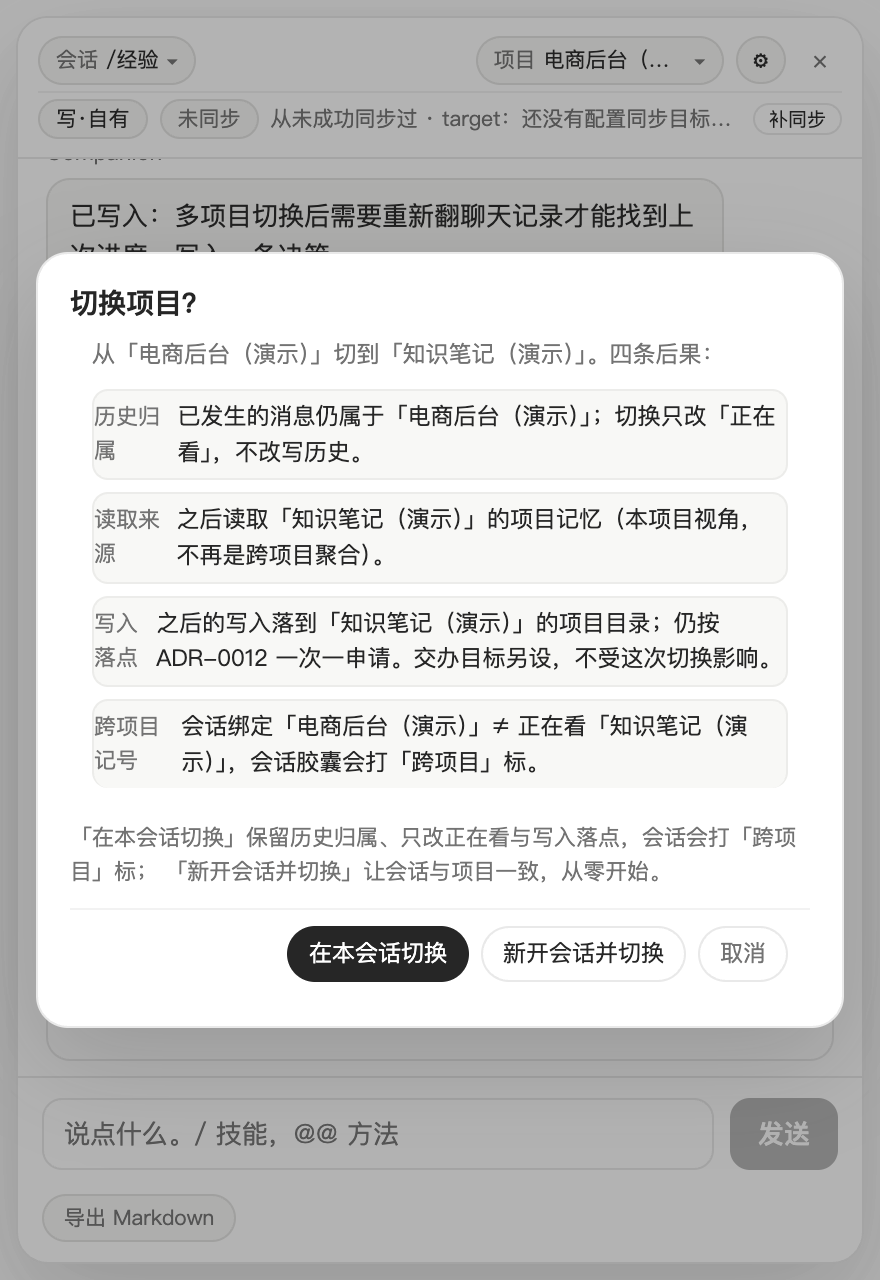 会话 /经验
项目 电商后台（…
写·自有 未同步 从未成功同步过 · target：还没有配置同步目标… 补同步
Companion
已写入：多项目切换后需要重新翻聊天记录才能找到上
切换项目?
从「电商后台（演示）」切到「知识笔记（演示）」。四条后果：
历史归属
已发生的消息仍属于「电商后台（演示）」；切换只改「正在
看」，不改写历史。
读取来源
之后读取「知识笔记（演示）」的项目记忆（本项目视角，
不再是跨项目聚合）。
写入落点
之后的写入落到「知识笔记（演示）」的项目目录；仍按
ADR-0012 一次一申请。交办目标另设，不受这次切换影响。
跨项目记号
会话绑定「电商后台（演示）」≠ 正在看「知识笔记（演
示）」，会话胶囊会打「跨项目」标。
「在本会话切换」保留历史归属、只改正在看与写入落点，会话会打「跨项
目」标； 「新开会话并切换」让会话与项目一致，从零开始。
在本会话切换 新开会话并切换 取消
说点什么。/ 技能，@@ 方法
发送
导出 Markdown